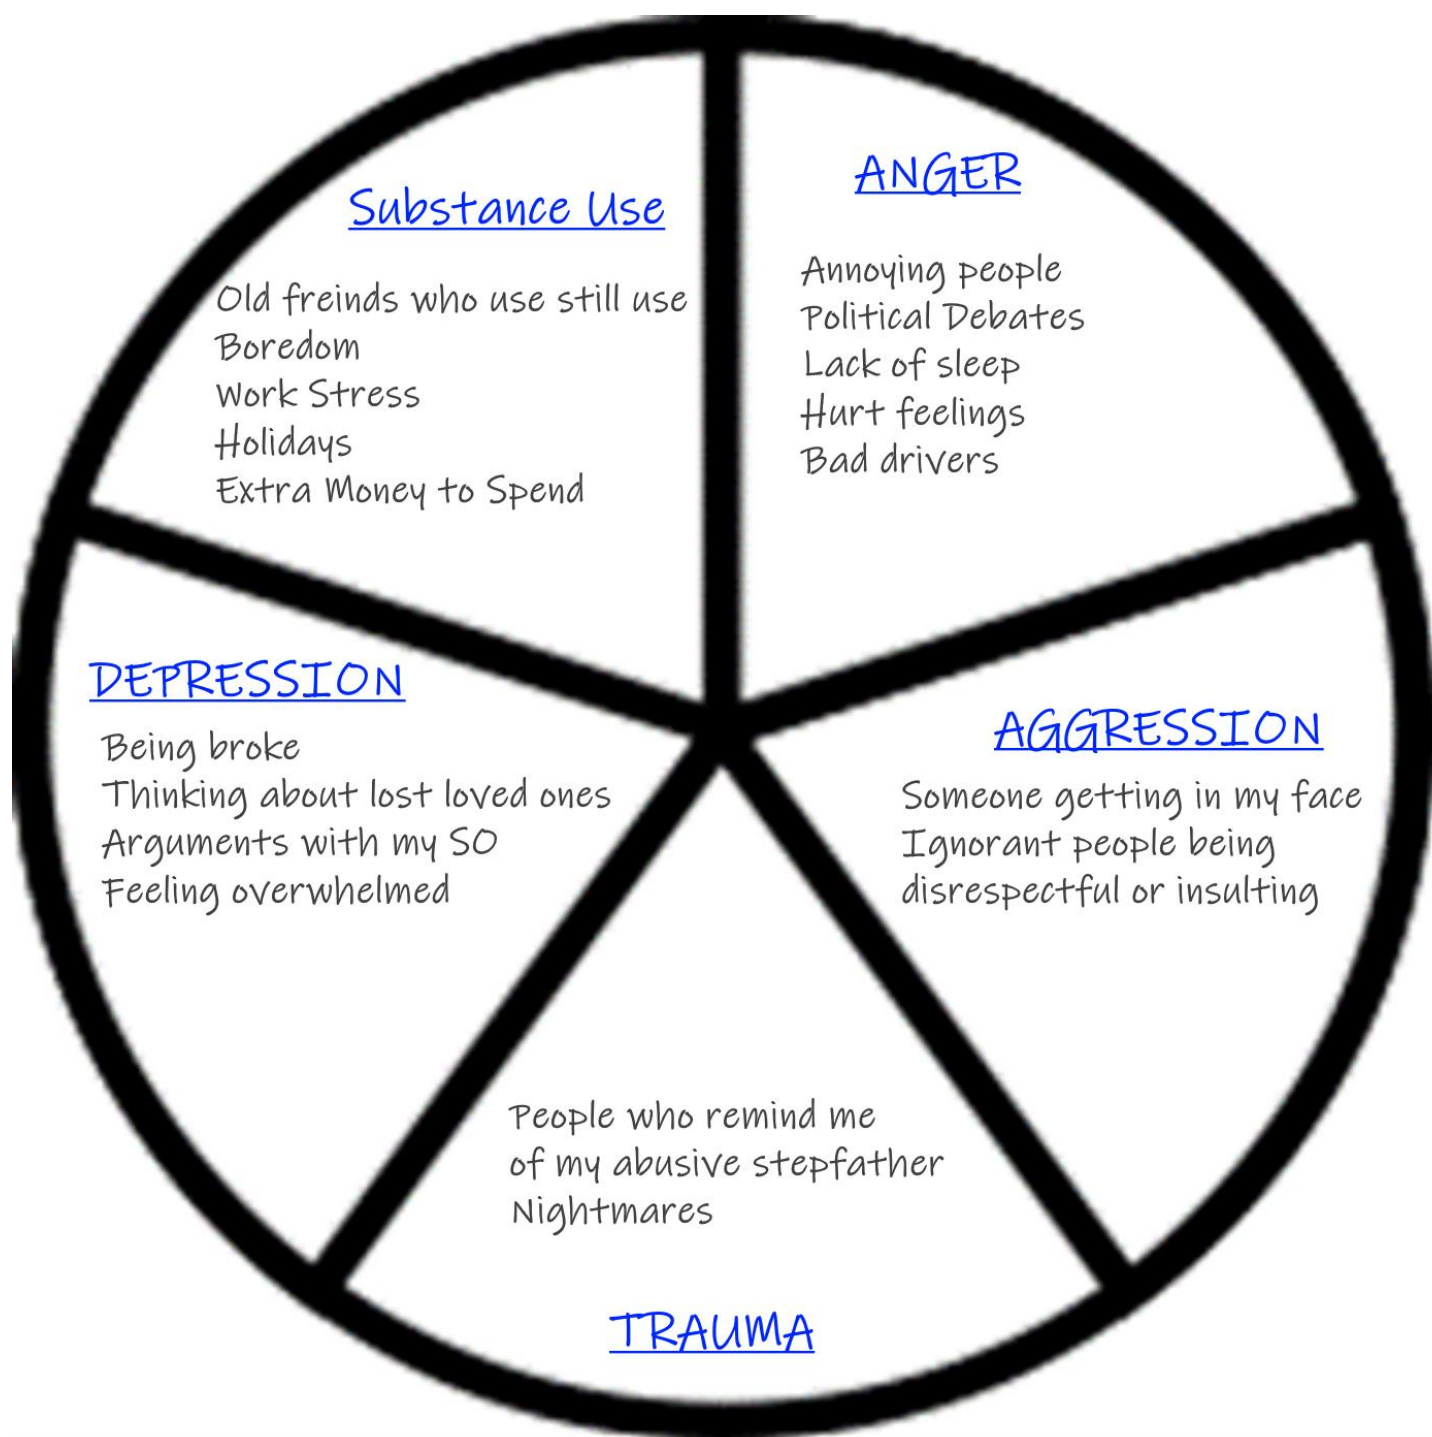 Substance Use
Old freinds who use still use
Boredom
Work Stress
Holidays
Extra Money to Spend
ANGER
Annoying people
Political Debates
Lack of sleep
Hurt feelings
Bad drivers
DEPRESSION
Being broke
Thinking about lost loved ones
Arguments with my SO
Feeling overwhelmed
AGGRESSION
Someone getting in my face
Ignorant people being
disrespectful or insulting
People who remind me
of my abusive stepfather
Nightmares
TRAUMA